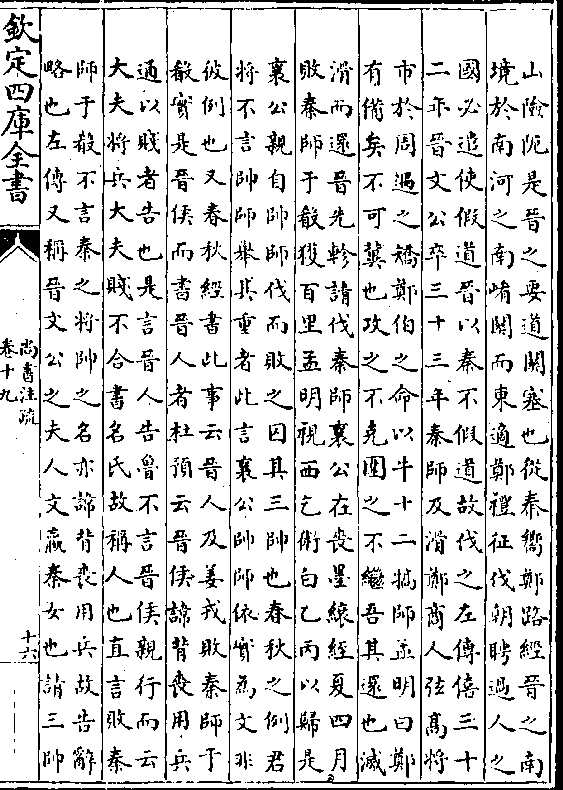 山險阨是晉之要道關塞也從秦嚮鄭路經晉之南
境於南河之南崤關而東適鄭禮征伐朝聘過人之
國必遣使假道晉以秦不假道故伐之左傳僖三十
二年晉文公卒三十三年秦師及滑鄭商人弦髙將
市於周遇之矯鄭伯之命以牛十二犒師孟明曰鄭
有備矣不可冀也攻之不克圍之不繼吾其還也滅
滑而還晉先軫請伐秦師襄公在喪墨縗絰夏四月
敗秦師于殽獲百里孟明視西乞術白乙丙以歸是
襄公親自帥師伐而敗之囚其三帥也春秋之例君
將不言帥師舉其重者此言襄公帥師依實爲文非
彼例也又春秋經書此事云晉人及姜戎敗秦師于
殽實是晉侯而書晉人者杜預云晉侯諱背喪用兵
通以賤者告也是言晉人告魯不言晉侯親行而云
大夫將兵大夫賤不合書名氏故稱人也直言敗秦
師于殽不言秦之將帥之名亦諱背喪用兵故告辭
略也左傳又稱晉文公之夫人文嬴秦女也請三帥
欽定四庫全書
尚書注疏
卷十九
十六